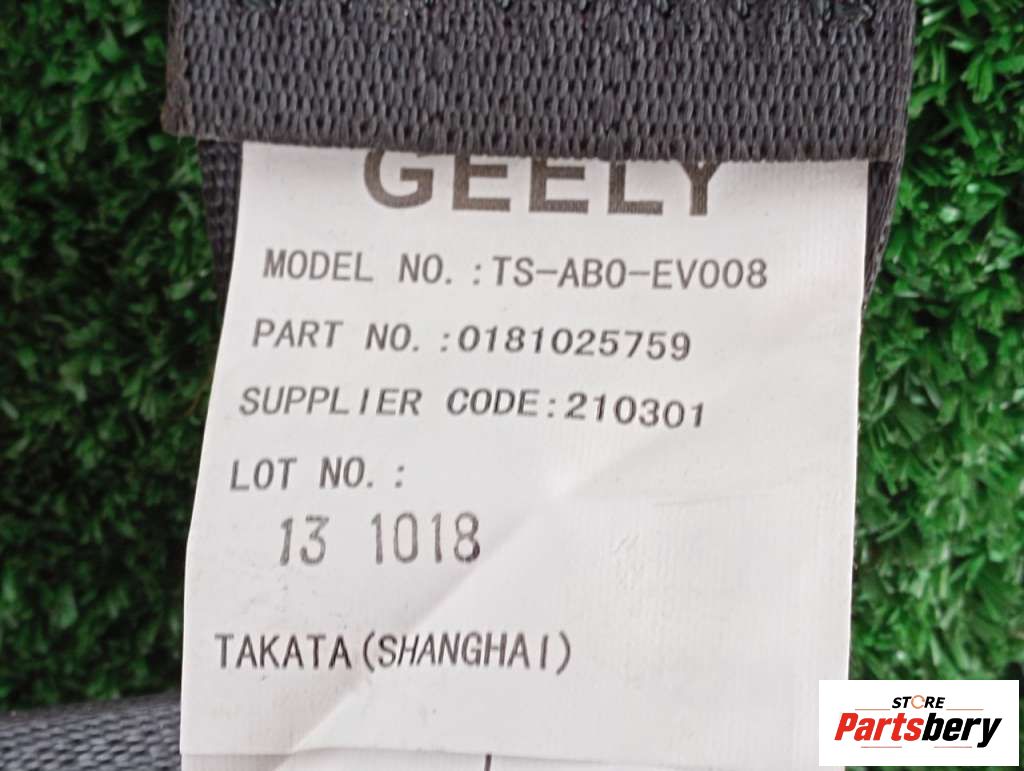 GEELY
MODEL NO.:TS-AB0-EV008
PART NO.:0181025759
SUPPLIER CODE:210301
LOT NO.:
13 1018
TAKATA(SHANGHAI)
STORE
Partsbery